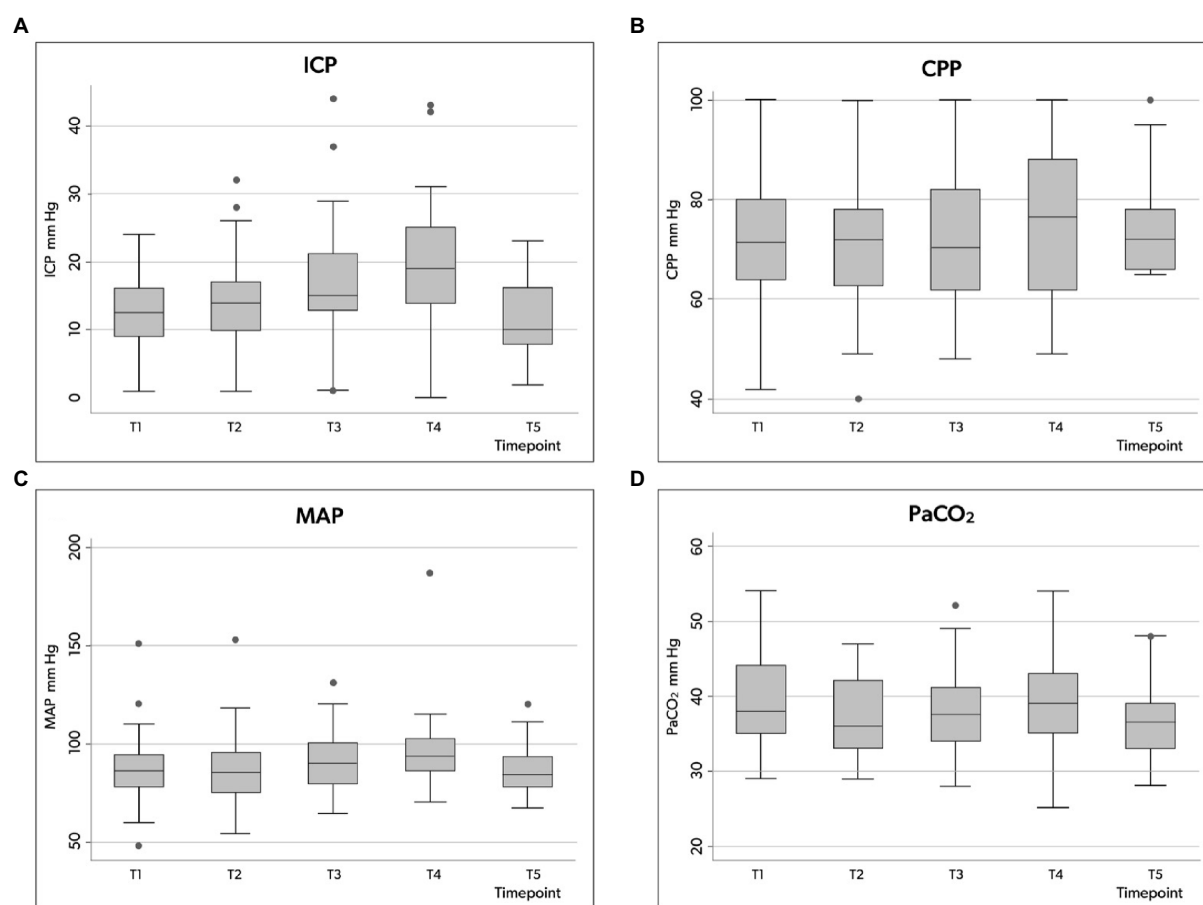 A
ICP
ICP mm Hg
40
30
20
10
0
T1 T2 T3 T4 T5
Timepoint
B
CPP
CPP mm Hg
100
80
60
40
T1 T2 T3 T4 T5
Timepoint
C
MAP
MAP mm Hg
200
150
100
50
T1 T2 T3 T4 T5
Timepoint
D
PaCO₂
PaCO₂ mm Hg
60
50
40
30
20
T1 T2 T3 T4 T5
Timepoint